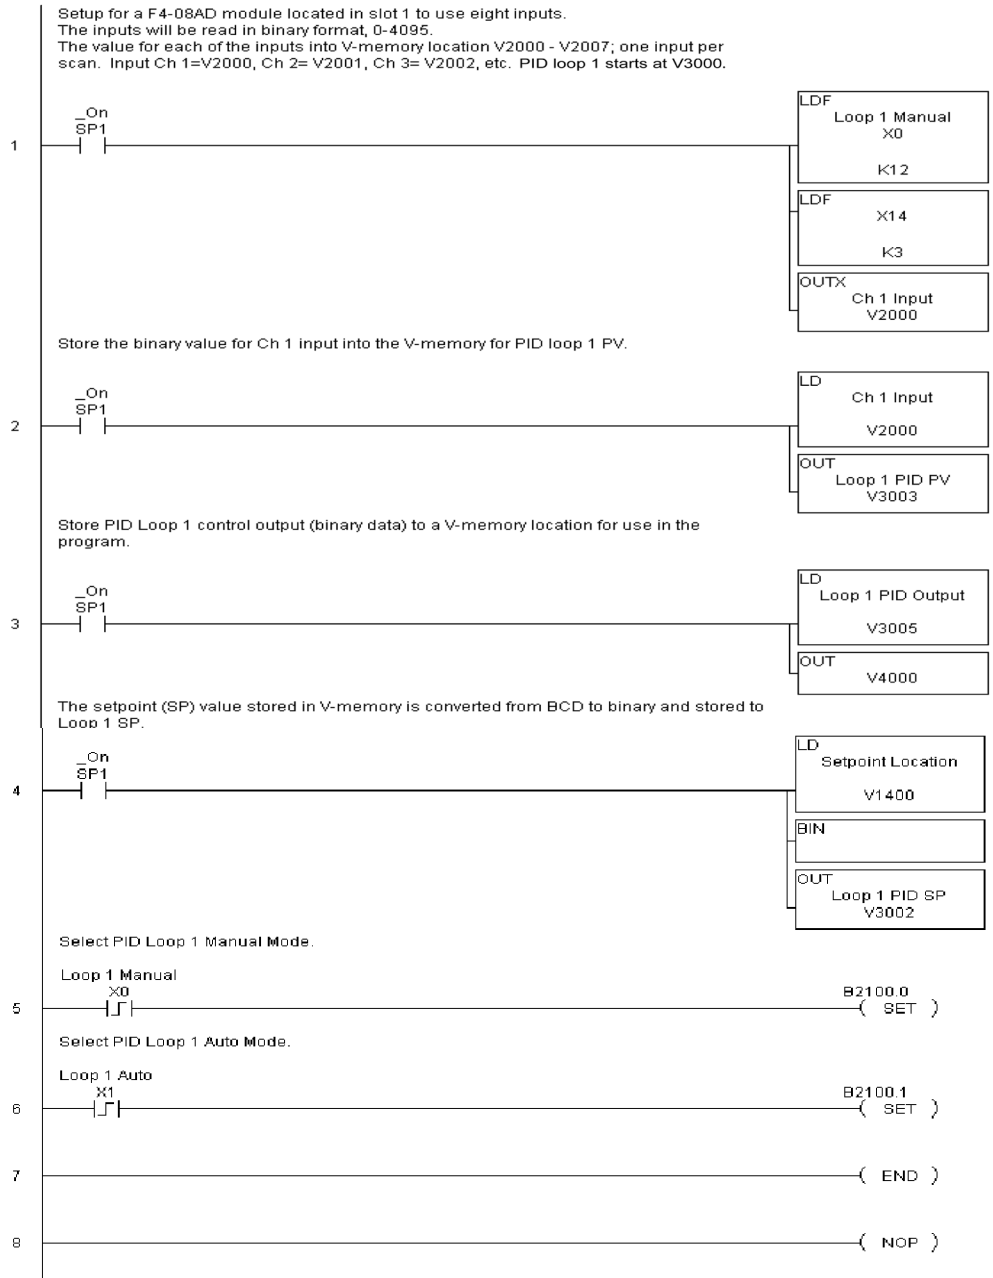 Setup for a F4-08AD module located in slot 1 to use eight inputs.
The inputs will be read in binary format, 0-4095.
The value for each of the inputs into V-memory location V2000 - V2007; one input per
scan. Input Ch 1=V2000, Ch 2= V2001, Ch 3= V2002, etc. PID loop 1 starts at V3000.
_On
SP1
1
LDF
Loop 1 Manual
X0
K12
LDF
X14
K3
OUTX
Ch 1 Input
V2000
Store the binary value for Ch 1 input into the V-memory for PID loop 1 PV.
_On
SP1
2
LD
Ch 1 Input
V2000
OUT
Loop 1 PID PV
V3003
Store PID Loop 1 control output (binary data) to a V-memory location for use in the
program.
_On
SP1
3
LD
Loop 1 PID Output
V3005
OUT
V4000
The setpoint (SP) value stored in V-memory is converted from BCD to binary and stored to
Loop 1 SP.
_On
SP1
4
LD
Setpoint Location
V1400
BIN
OUT
Loop 1 PID SP
V3002
Select PID Loop 1 Manual Mode.
Loop 1 Manual
X0
5
B2100.0
( SET )
Select PID Loop 1 Auto Mode.
Loop 1 Auto
X1
6
B2100.1
( SET )
7
( END )
8
( NOP )